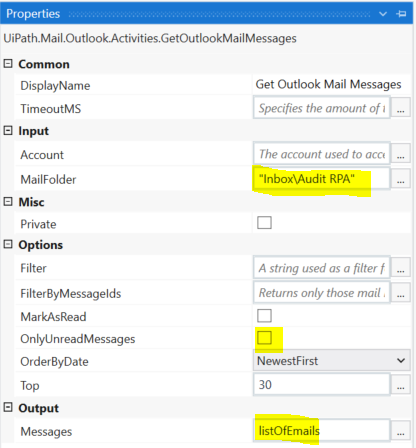 Properties
UiPath.Mail.Outlook.Activities.GetOutlookMailMessages
Common
DisplayName Get Outlook Mail Messages
TimeoutMS Specifies the amount of ...
Input
Account The account used to acce ...
MailFolder "Inbox\Audit RPA" ...
Misc
Private
Options
Filter A string used as a filter f ...
FilterByMessageIds Returns only those mail ...
MarkAsRead
OnlyUnreadMessages
OrderByDate NewestFirst
Top 30 ...
Output
Messages listOfEmails ...